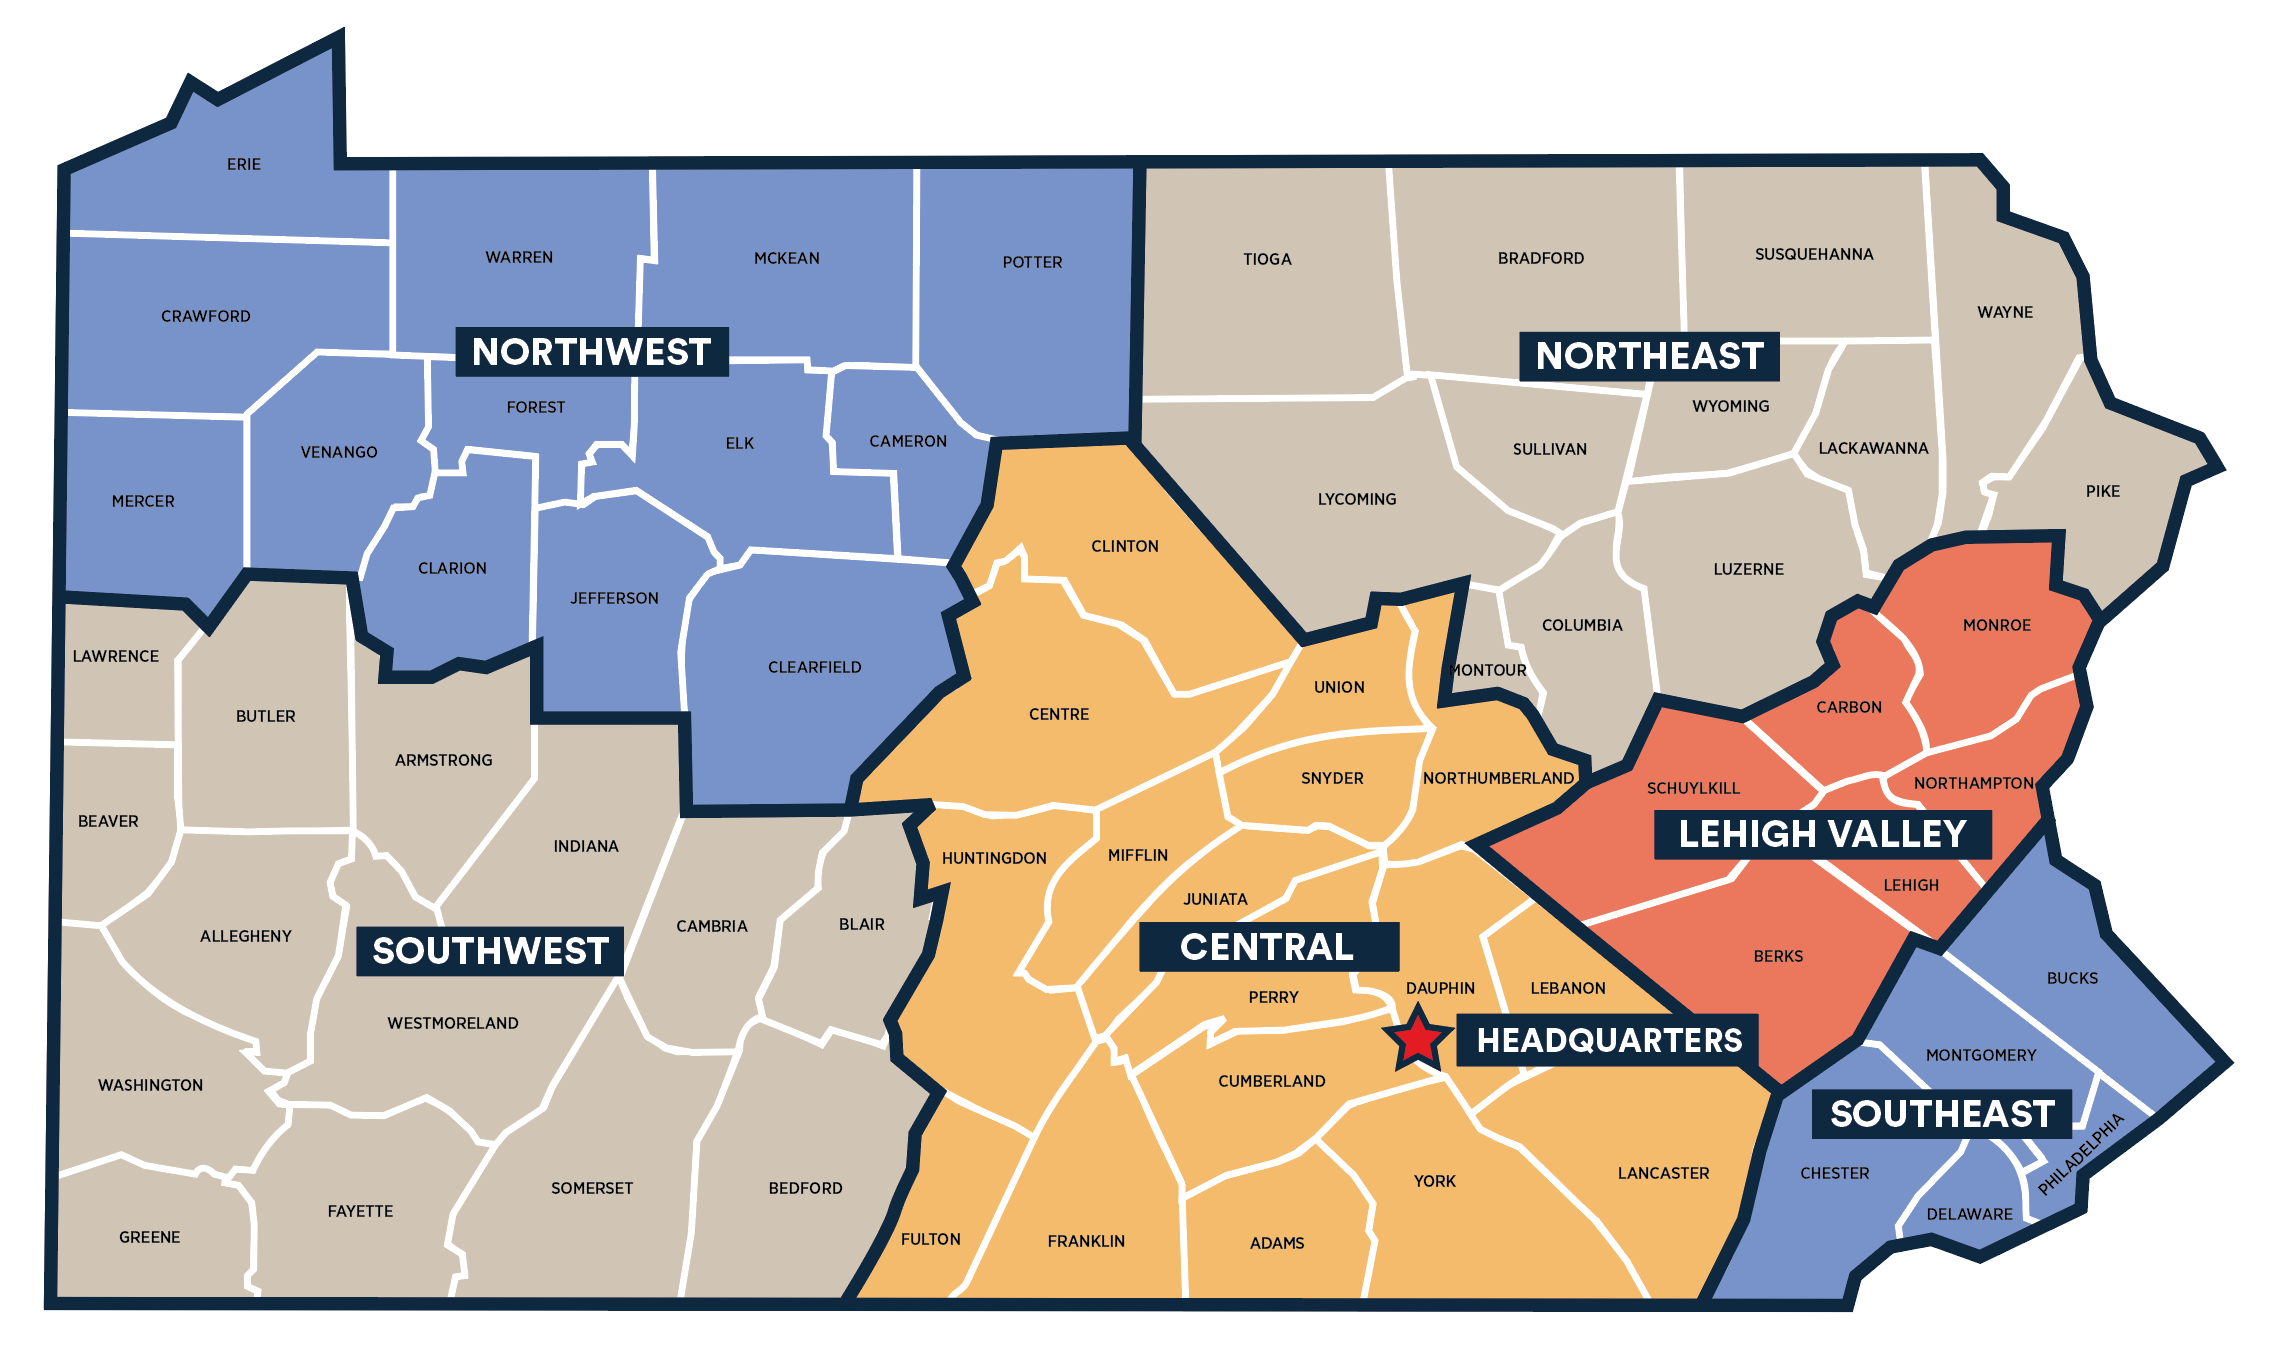 ERIE
WARREN
MCKEAN
POTTER
TIOGA
BRADFORD
SUSQUEHANNA
WAYNE
CRAWFORD
NORTHWEST
NORTHEAST
FOREST
WYOMING
VENANGO
ELK
CAMERON
SULLIVAN
LACKAWANNA
MERCER
LYCOMING
PIKE
CLARION
CLINTON
LUZERNE
JEFFERSON
COLUMBIA
MONROE
LAWRENCE
CLEARFIELD
MONTOUR
UNION
BUTLER
CENTRE
CARBON
ARMSTRONG
SNYDER
NORTHUMBERLAND
SCHUYLKILL
NORTHAMPTON
BEAVER
LEHIGH VALLEY
INDIANA
HUNTINGDON
MIFFLIN
JUNIATA
LEHIGH
ALLEGHENY
CAMBRIA
BLAIR
SOUTHWEST
CENTRAL
BERKS
BUCKS
PERRY
DAUPHIN
LEBANON
WESTMORELAND
HEADQUARTERS
MONTGOMERY
WASHINGTON
CUMBERLAND
SOUTHEAST
PHILADELPHIA
SOMERSET
BEDFORD
YORK
LANCASTER
CHESTER
FAYETTE
DELAWARE
GREENE
FULTON
FRANKLIN
ADAMS